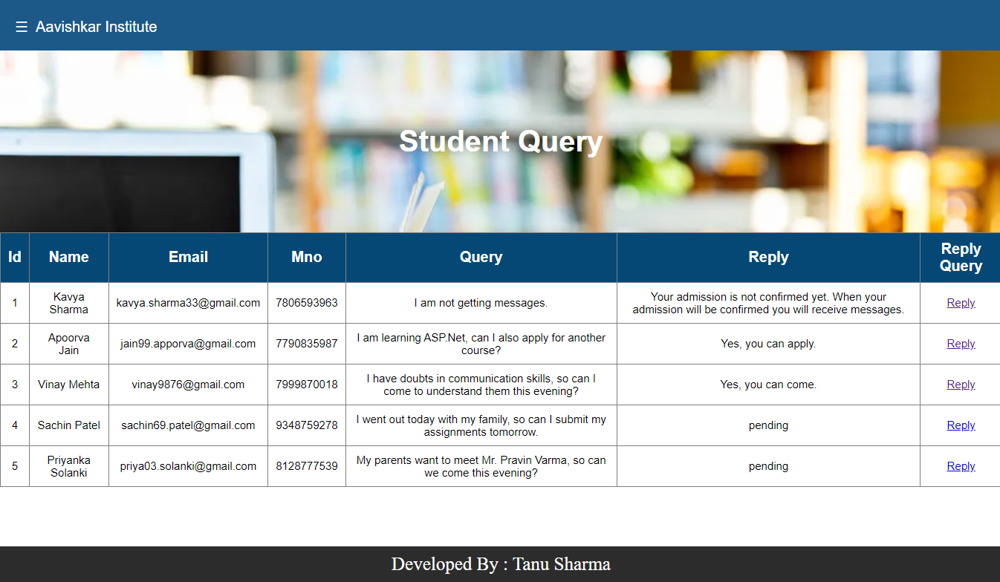 ☰ Aavishkar Institute
Student Query
Id Name Email Mno Query Reply Reply Query
1 Kavya Sharma kavya.sharma33@gmail.com 7806593963 I am not getting messages. Your admission is not confirmed yet. When your admission will be confirmed you will receive messages. Reply
2 Apoorva Jain jain99.apporva@gmail.com 7790835987 I am learning ASP.Net, can I also apply for another course? Yes, you can apply. Reply
3 Vinay Mehta vinay9876@gmail.com 7999870018 I have doubts in communication skills, so can I come to understand them this evening? Yes, you can come. Reply
4 Sachin Patel sachin69.patel@gmail.com 9348759278 I went out today with my family, so can I submit my assignments tomorrow. pending Reply
5 Priyanka Solanki priya03.solanki@gmail.com 8128777539 My parents want to meet Mr. Pravin Varma, so can we come this evening? pending Reply
Developed By : Tanu Sharma